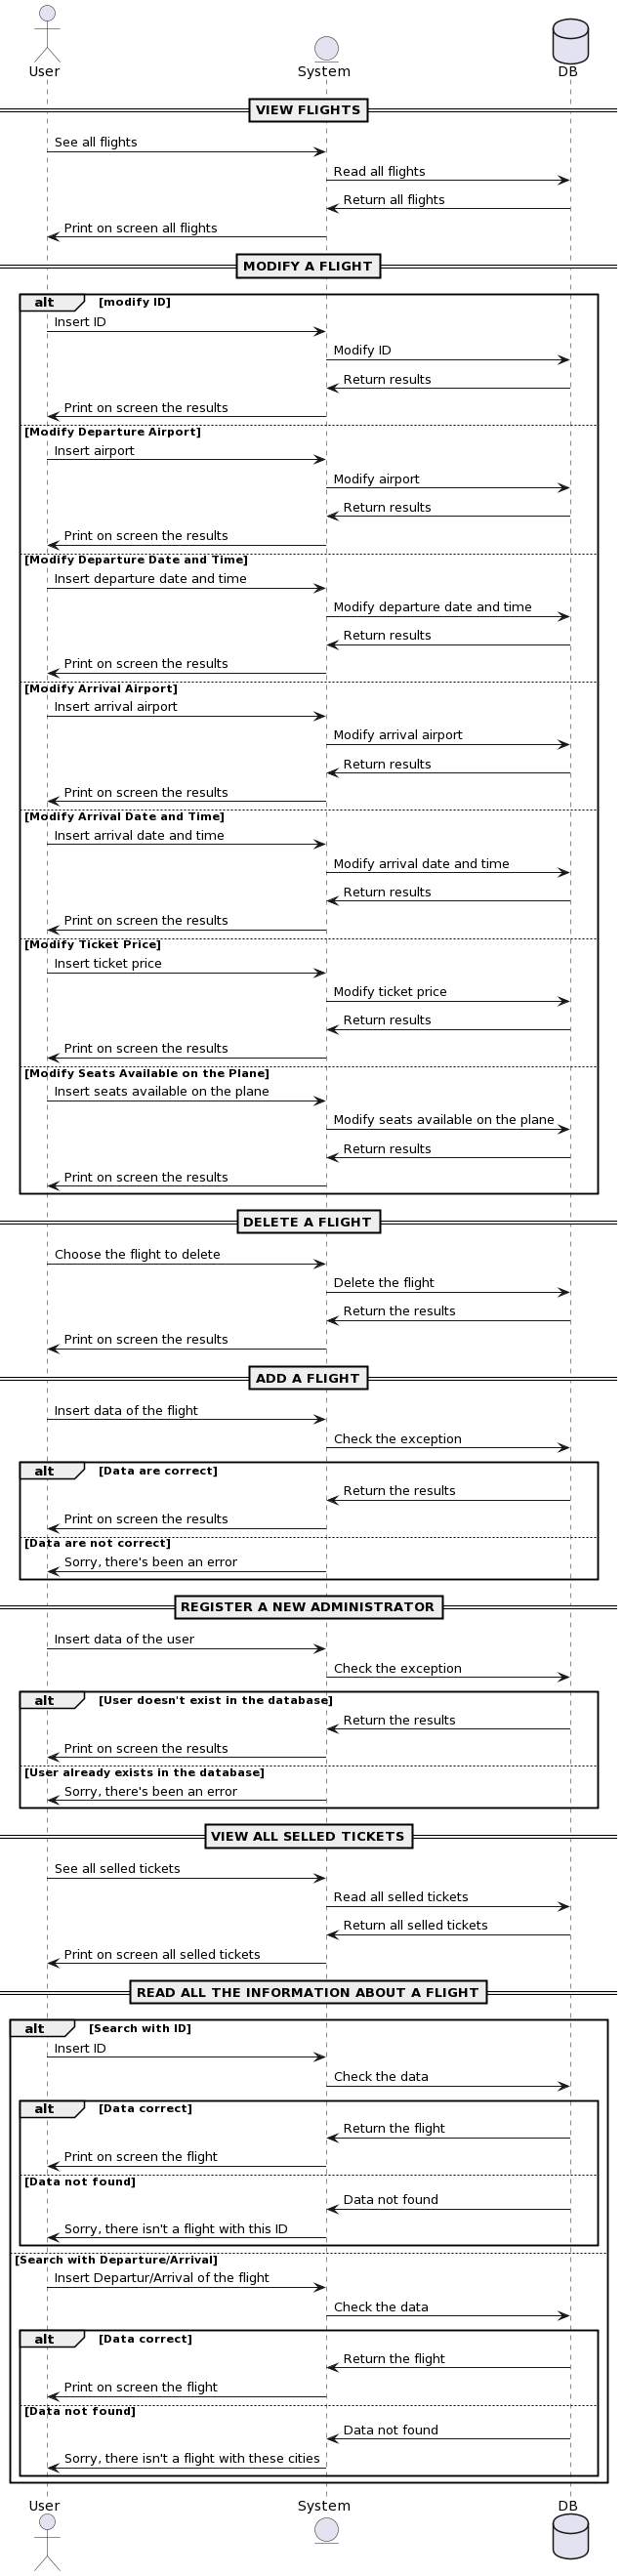 User
System
DB
VIEW FLIGHTS
See all flights
Read all flights
Return all flights
Print on screen all flights
MODIFY A FLIGHT
alt [modify ID]
Insert ID
Modify ID
Return results
Print on screen the results
[Modify Departure Airport]
Insert airport
Modify airport
Return results
Print on screen the results
[Modify Departure Date and Time]
Insert departure date and time
Modify departure date and time
Return results
Print on screen the results
[Modify Arrival Airport]
Insert arrival airport
Modify arrival airport
Return results
Print on screen the results
[Modify Arrival Date and Time]
Insert arrival date and time
Modify arrival date and time
Return results
Print on screen the results
[Modify Ticket Price]
Insert ticket price
Modify ticket price
Return results
Print on screen the results
[Modify Seats Available on the Plane]
Insert seats available on the plane
Modify seats available on the plane
Return results
Print on screen the results
DELETE A FLIGHT
Choose the flight to delete
Delete the flight
Return the results
Print on screen the results
ADD A FLIGHT
Insert data of the flight
Check the exception
alt [Data are correct]
Return the results
Print on screen the results
[Data are not correct]
Sorry, there's been an error
REGISTER A NEW ADMINISTRATOR
Insert data of the user
Check the exception
alt [User doesn't exist in the database]
Return the results
Print on screen the results
[User already exists in the database]
Sorry, there's been an error
VIEW ALL SELLED TICKETS
See all selled tickets
Read all selled tickets
Return all selled tickets
Print on screen all selled tickets
READ ALL THE INFORMATION ABOUT A FLIGHT
alt [Search with ID]
Insert ID
Check the data
alt [Data correct]
Return the flight
Print on screen the flight
[Data not found]
Data not found
Sorry, there isn't a flight with this ID
[Search with Departure/Arrival]
Insert Departur/Arrival of the flight
Check the data
alt [Data correct]
Return the flight
Print on screen the flight
[Data not found]
Data not found
Sorry, there isn't a flight with these cities
User
System
DB